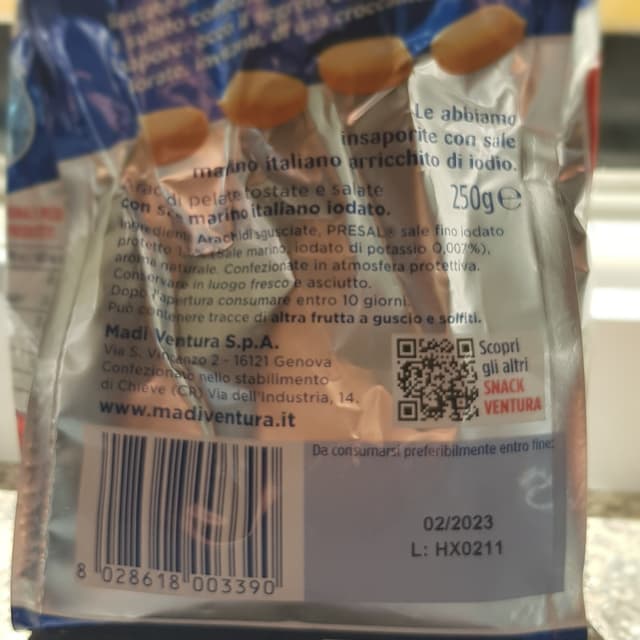 Le abbiamo
insaporite con sale
marino italiano arricchito di iodio.
di pelate tostate e salate
con marino italiano iodato.
250g e
Ingredienti: Arachidi sgusciate, PRESAL® sale fino iodato
protetto (sale marino, iodato di potassio 0,007%),
aroma naturale. Confezionate in atmosfera protettiva.
Conservare in luogo fresco e asciutto.
Dopo l'apertura consumare entro 10 giorni.
Può contenere tracce di altra frutta a guscio e solfiti.
Madi Ventura S.p.A.
Via S. Vincenzo 2 - 16121 Genova
Confezionato nello stabilimento
di Chieve (CR) Via dell'Industria, 14.
www.madiventura.it
Scopri
gli altri
SNACK
VENTURA
Da consumarsi preferibilmente entro fine:
02/2023
L: HX0211
8 028618 003390